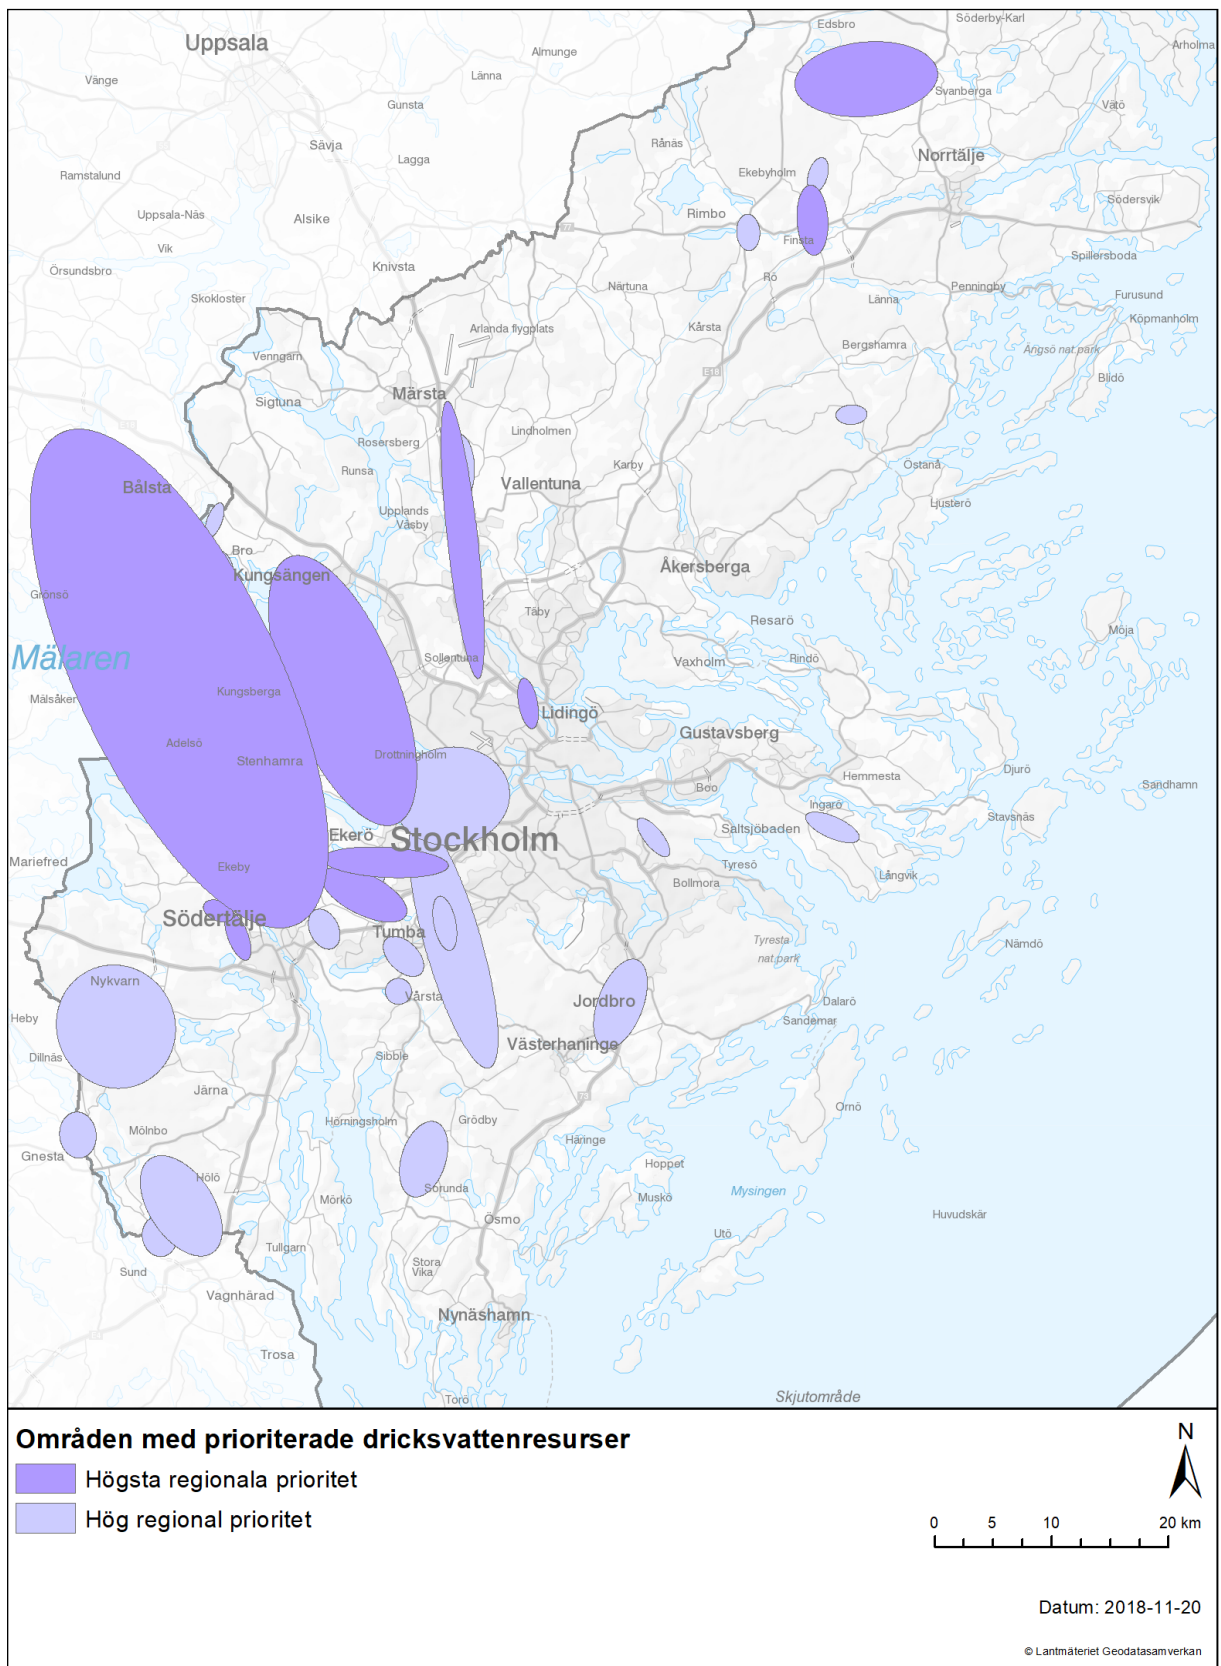 Edsbro
Söderby-Karl
Uppsala
Arholma
Almunge
Länna
Vänge
Svanberga
Gunsta
Vätö
Sävja
Rånäs
Lagga
Norrtälje
Ramstalund
Ekebyholm
Södersvik
Uppsala-Näs
Alsike
Rimbo
77
Finsta
Vik
Spillersboda
Örsundsbro
Knivsta
Rö
Närtuna
Penningby
Skokloster
Länna
Furusund
Köpmanholm
Arlanda flygplats
Kårsta
Bergshamra
Ängsö nat.park
Venngarn
E18
Blidö
Märsta
Sigtuna
Lindholmen
Rosersberg
Karby
Östanå
Runsa
Vallentuna
Bålsta
Ljusterö
Upplands
Väsby
Bro
Åkersberga
Kungsängen
Grönsö
Täby
Resarö
Möja
Mälaren
Sollentuna
Vaxholm
Rindö
Kungsberga
Mälsåker
Lidingö
Gustavsberg
Adelsö
Drottningholm
Stenhamra
Djurö
Hemmesta
Sandhamn
Boo
Ingarö
Stavsnäs
Ekerö
Stockholm
Saltsjöbaden
Mariefred
Ekeby
Tyresö
Långvik
Bollmora
Södertälje
Tumba
Tyresta
nat.park
Nämdö
Nykvarn
Vårsta
Jordbro
Dalarö
Heby
Sandemar
Dillnäs
Västerhaninge
Sibble
Järna
73
Ornö
Hörningsholm
Grödby
Mölnbo
Häringe
Gnesta
Hoppet
Hölö
Sorunda
Mörkö
Muskö
Mysingen
Huvudskär
Ösmo
Utö
Tullgarn
Stora
Vika
Sund
Vagnhärad
Nynäshamn
E4
Trosa
Torö
Skjutområde
Områden med prioriterade dricksvattenresurser
N
Högsta regionala prioritet
Hög regional prioritet
0 5 10 20 km
Datum: 2018-11-20
© Lantmäteriet Geodatasamverkan